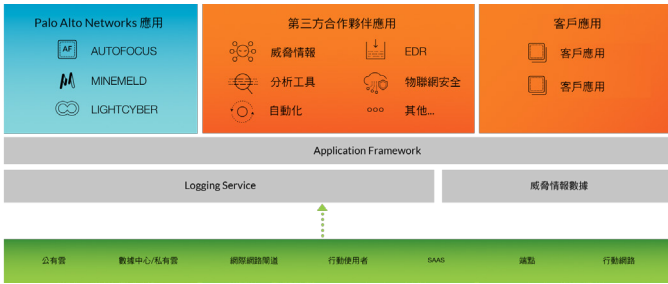 Palo Alto Networks 應用
AF
AUTOFOCUS
MINEMELD
LIGHTCYBER
第三方合作夥伴應用
威脅情報
EDR
分析工具
物聯網安全
自動化
其他...
客戶應用
客戶應用
客戶應用
Application Framework
Logging Service
威脅情報數據
公有雲
數據中心/私有雲
網際網路閘道
行動使用者
SAAS
端點
行動網路